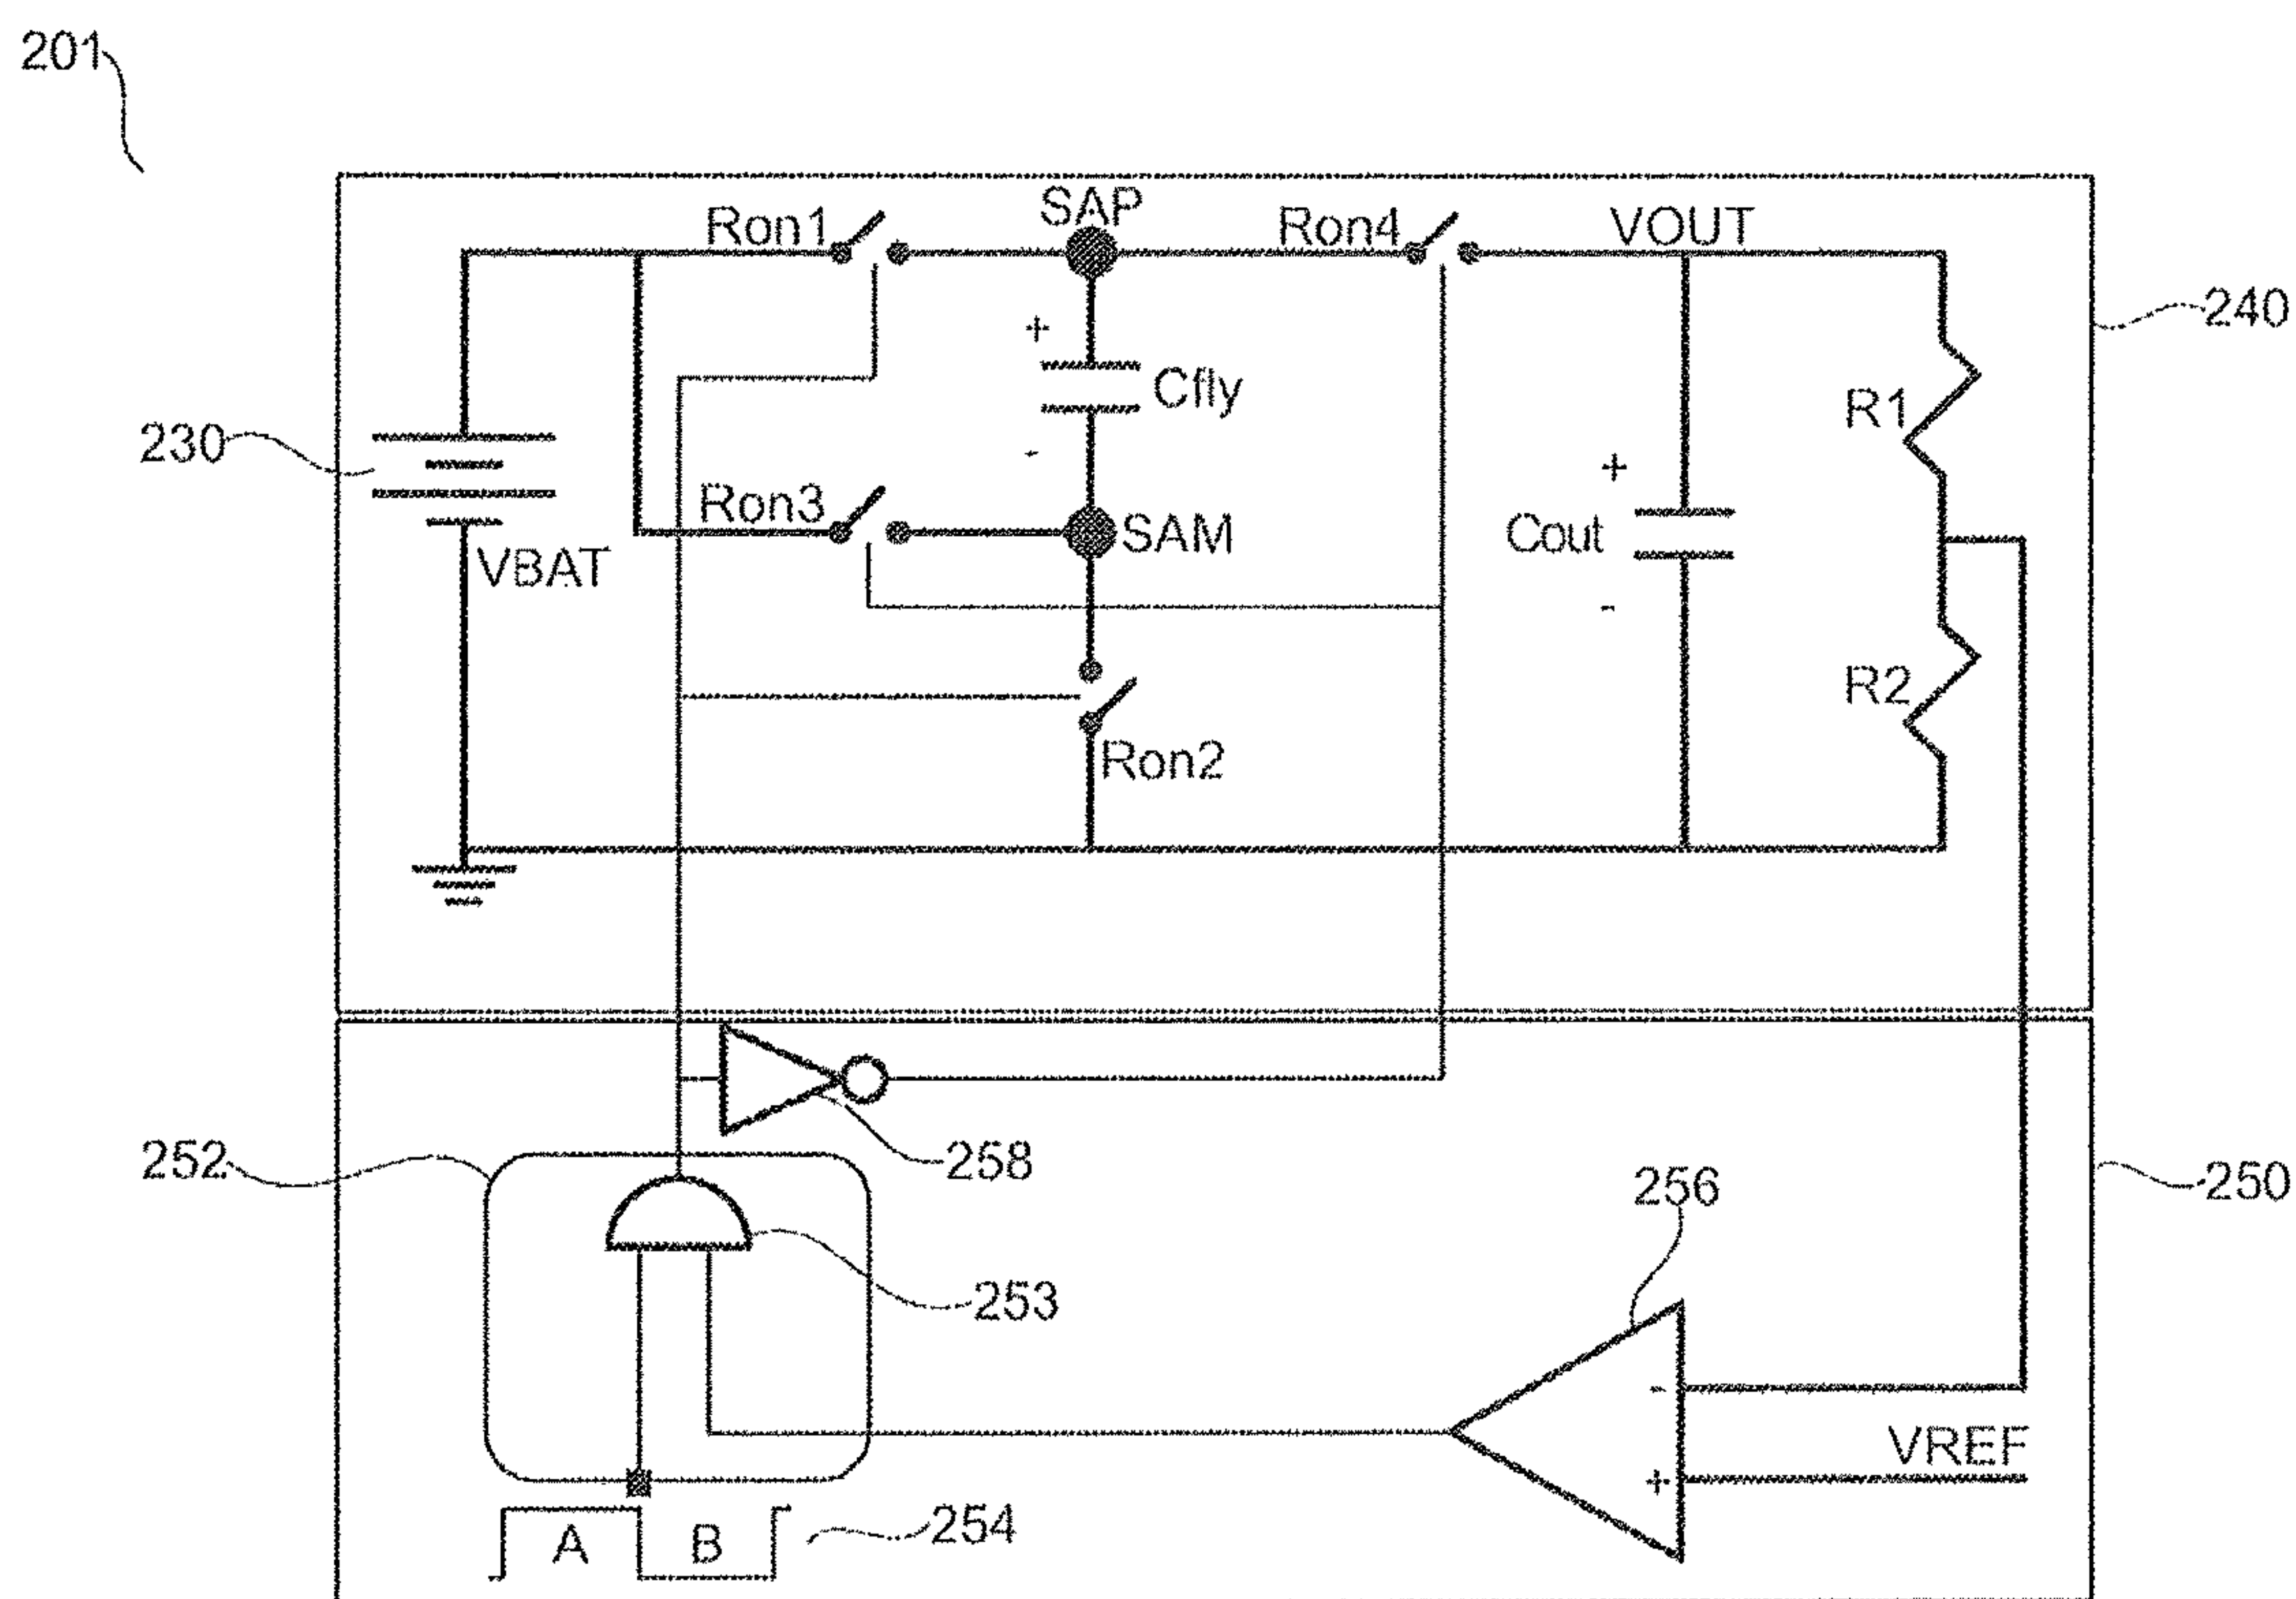 201
SAP
Ron1
Ron4
VOUT
240
+
Cfly
R1
230
-
+
Ron3
SAM
Cout
VBAT
-
R2
Ron2
252
258
256
250
253
-
VREF
+
254
A
B